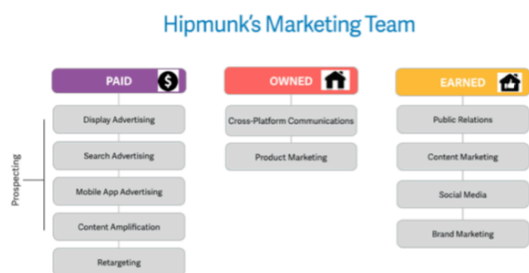 Hipmunk's Marketing Team
PAID
$
Display Advertising
Search Advertising
Mobile App Advertising
Content Amplification
Retargeting
Prospecting
OWNED
Cross-Platform Communications
Product Marketing
EARNED
Public Relations
Content Marketing
Social Media
Brand Marketing